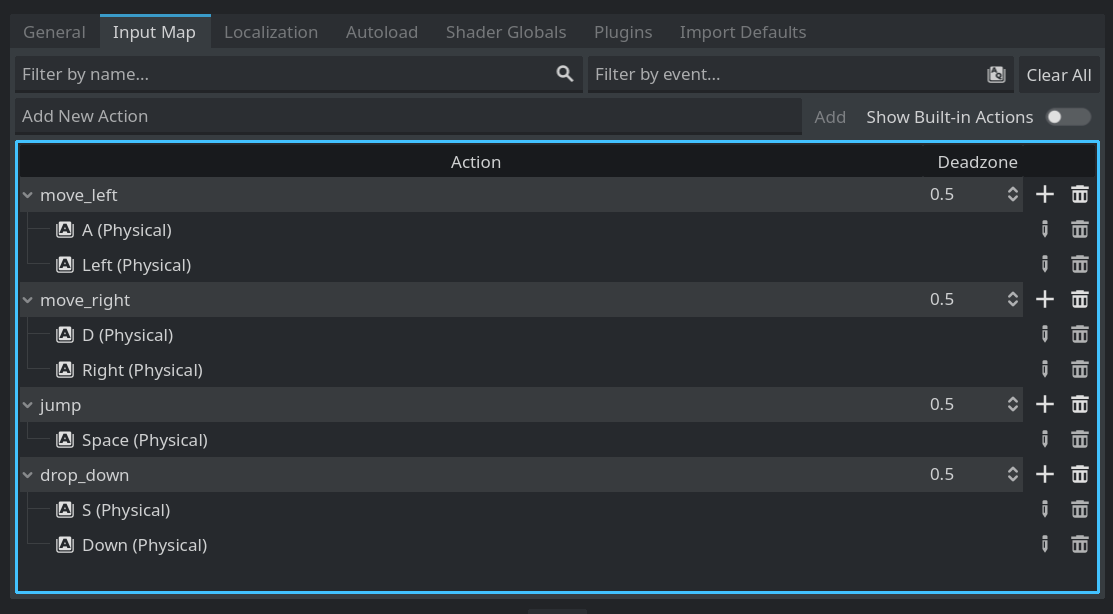 General Input Map Localization Autoload Shader Globals Plugins Import Defaults
Filter by name... Filter by event... Clear All
Add New Action Add Show Built-in Actions
Action Deadzone
move_left 0.5
A (Physical)
Left (Physical)
move_right 0.5
D (Physical)
Right (Physical)
jump 0.5
Space (Physical)
drop_down 0.5
S (Physical)
Down (Physical)